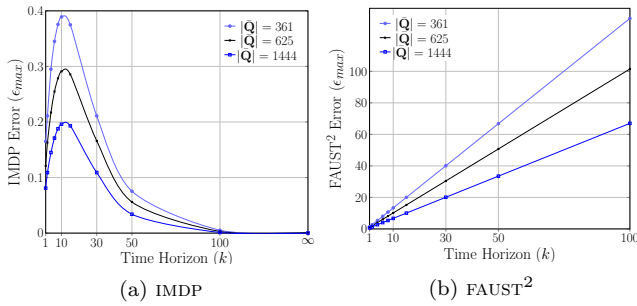 0.4
0.3
0.2
0.1
0
IMDP Error (ϵmax)
|Q̄| = 361
|Q̄| = 625
|Q̄| = 1444
1 10 30 50 100 ∞
Time Horizon (k)
(a) IMDP
100
80
60
40
20
0
FAUST² Error (ϵmax)
|Q̄| = 361
|Q̄| = 625
|Q̄| = 1444
1 10 30 50 100
Time Horizon (k)
(b) FAUST²